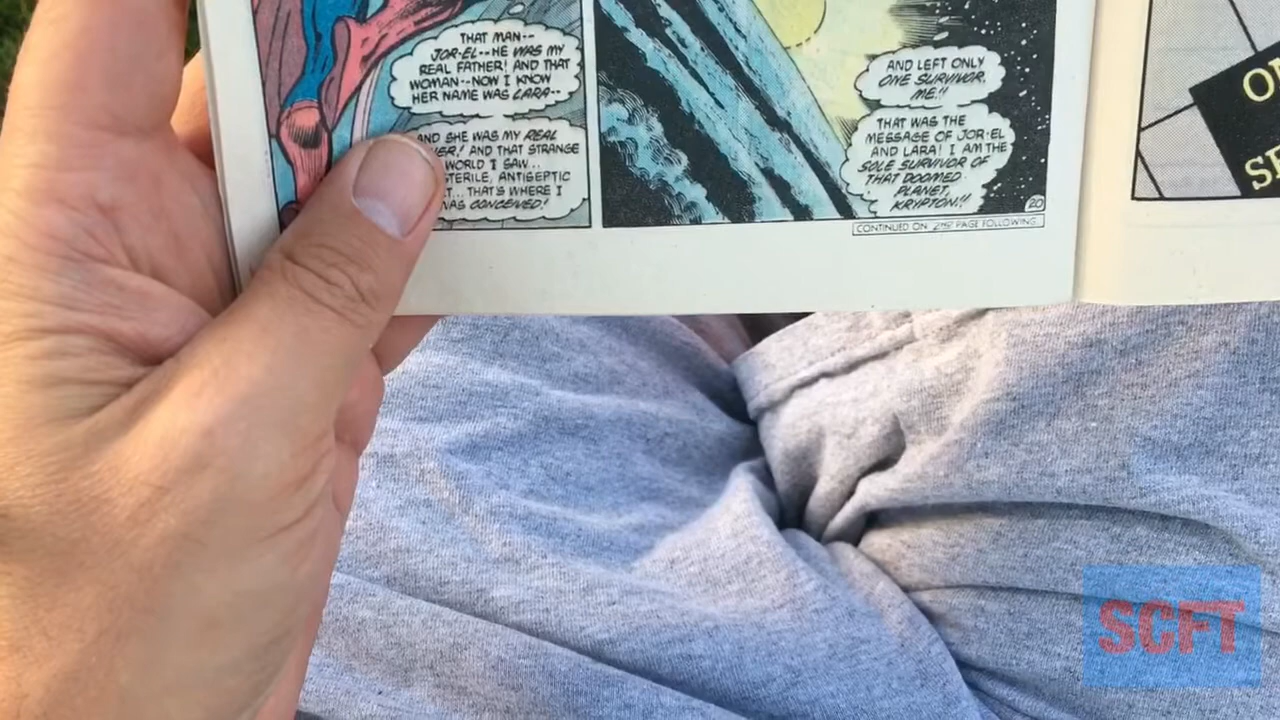 THAT MAN--
JOR-EL--HE WAS MY
REAL FATHER! AND THAT
WOMAN--NOW I KNOW
HER NAME WAS LARA--
AND SHE WAS MY REAL
AND THAT STRANGE
WORLD I SAW...
ANTISEPTIC
THAT'S WHERE I
CONCEIVED!
AND LEFT ONLY
ONE SURVIVOR,
ME!!
THAT WAS THE
MESSAGE OF JOR-EL
AND LARA! I AM THE
SOLE SURVIVOR OF
THAT DOOMED
PLANET,
KRYPTON!!
20
CONTINUED ON 2ND PAGE FOLLOWING.
SCFT